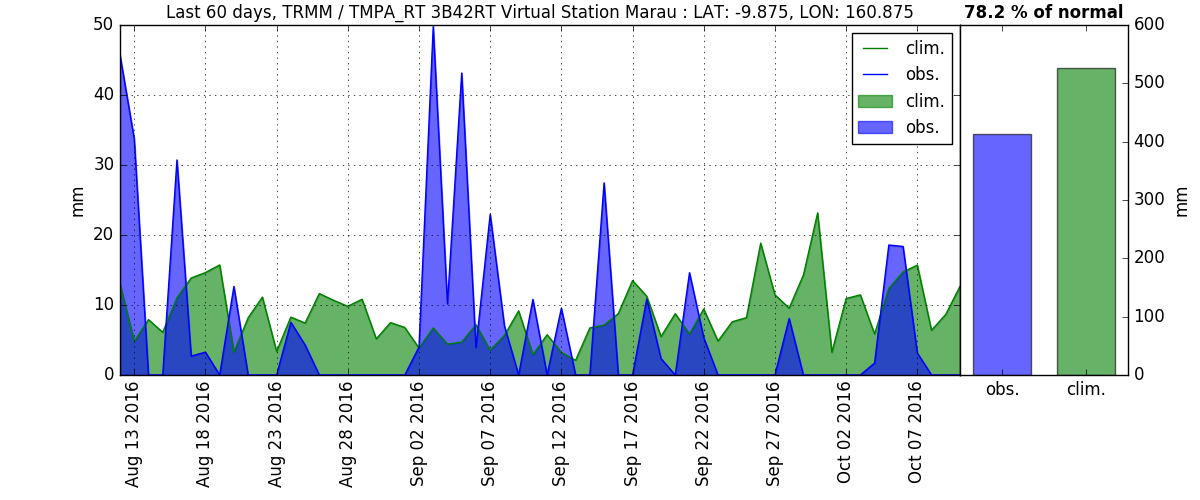 Last 60 days, TRMM / TMPA_RT 3B42RT Virtual Station Marau : LAT: -9.875, LON: 160.875
78.2 % of normal
50
40
30
20
10
0
mm
clim.
obs.
clim.
obs.
600
500
400
300
200
100
0
mm
Aug 13 2016
Aug 18 2016
Aug 23 2016
Aug 28 2016
Sep 02 2016
Sep 07 2016
Sep 12 2016
Sep 17 2016
Sep 22 2016
Sep 27 2016
Oct 02 2016
Oct 07 2016
obs.
clim.